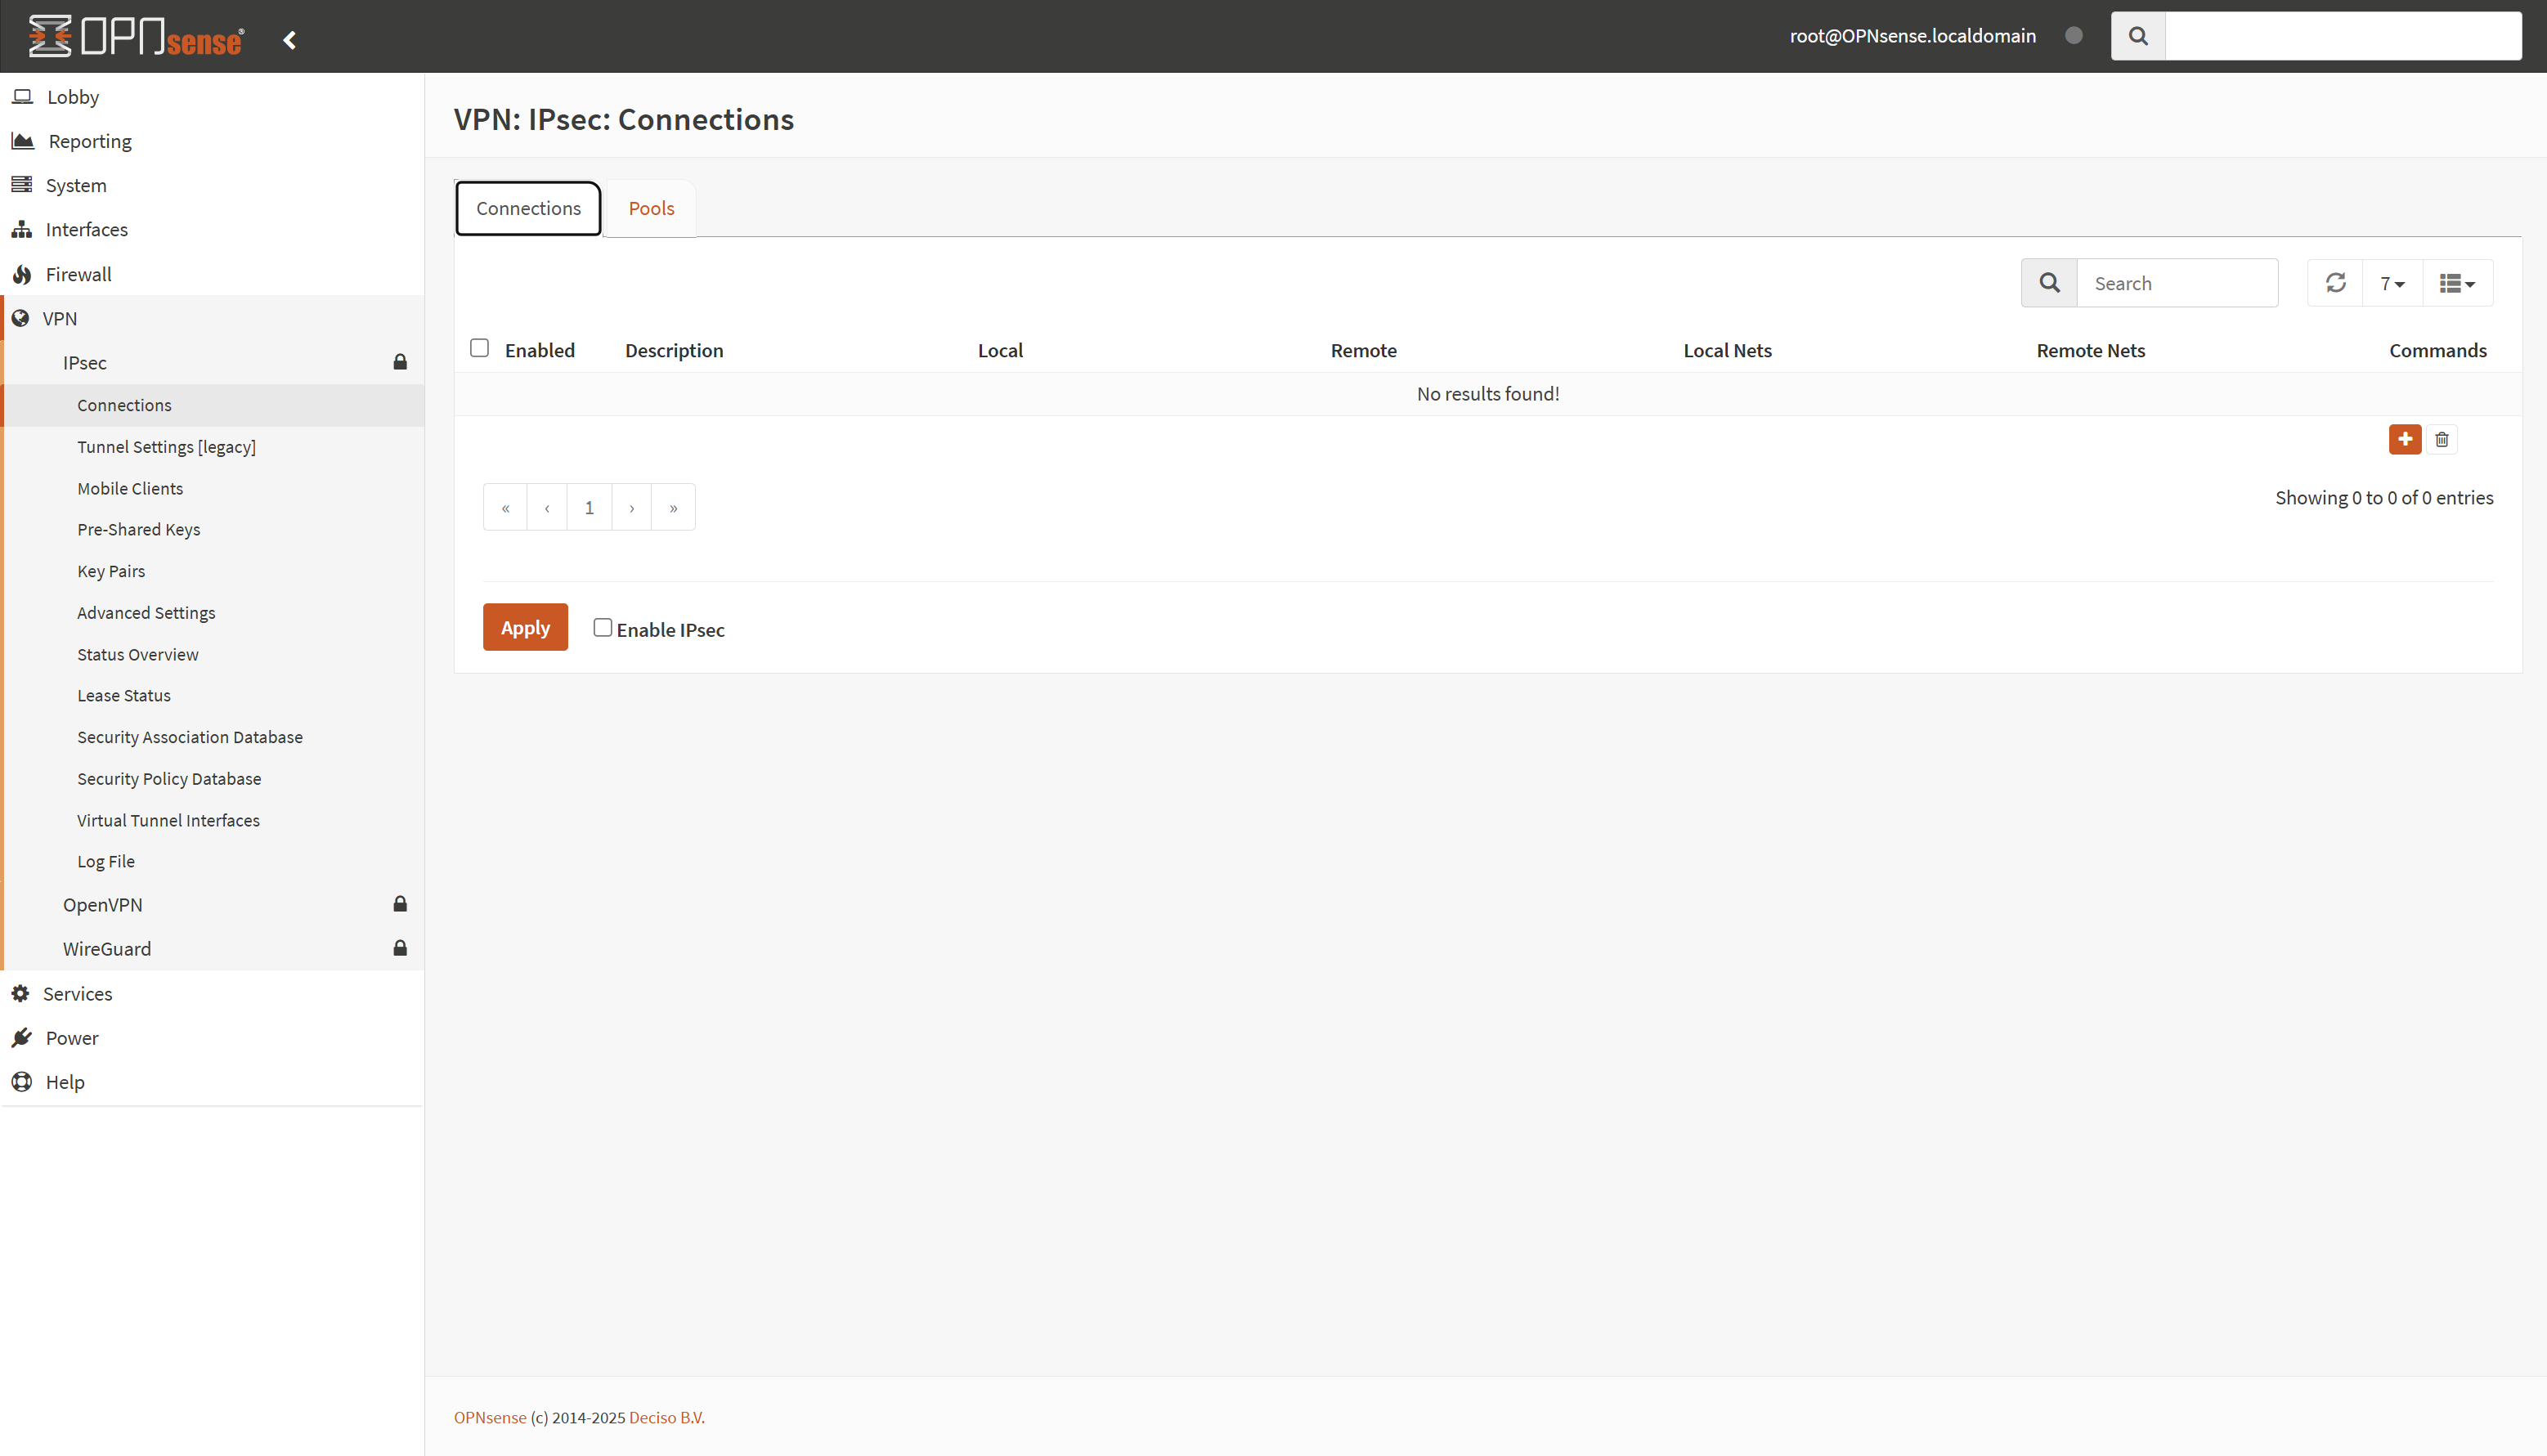 OPNsense®
root@OPNsense.localdomain
Lobby
Reporting
System
Interfaces
Firewall
VPN
IPsec
Connections
Tunnel Settings [legacy]
Mobile Clients
Pre-Shared Keys
Key Pairs
Advanced Settings
Status Overview
Lease Status
Security Association Database
Security Policy Database
Virtual Tunnel Interfaces
Log File
OpenVPN
WireGuard
Services
Power
Help
VPN: IPsec: Connections
Connections Pools
Search 7
Enabled Description Local Remote Local Nets Remote Nets Commands
No results found!
« ‹ 1 › »
Showing 0 to 0 of 0 entries
Apply Enable IPsec
OPNsense (c) 2014-2025 Deciso B.V.